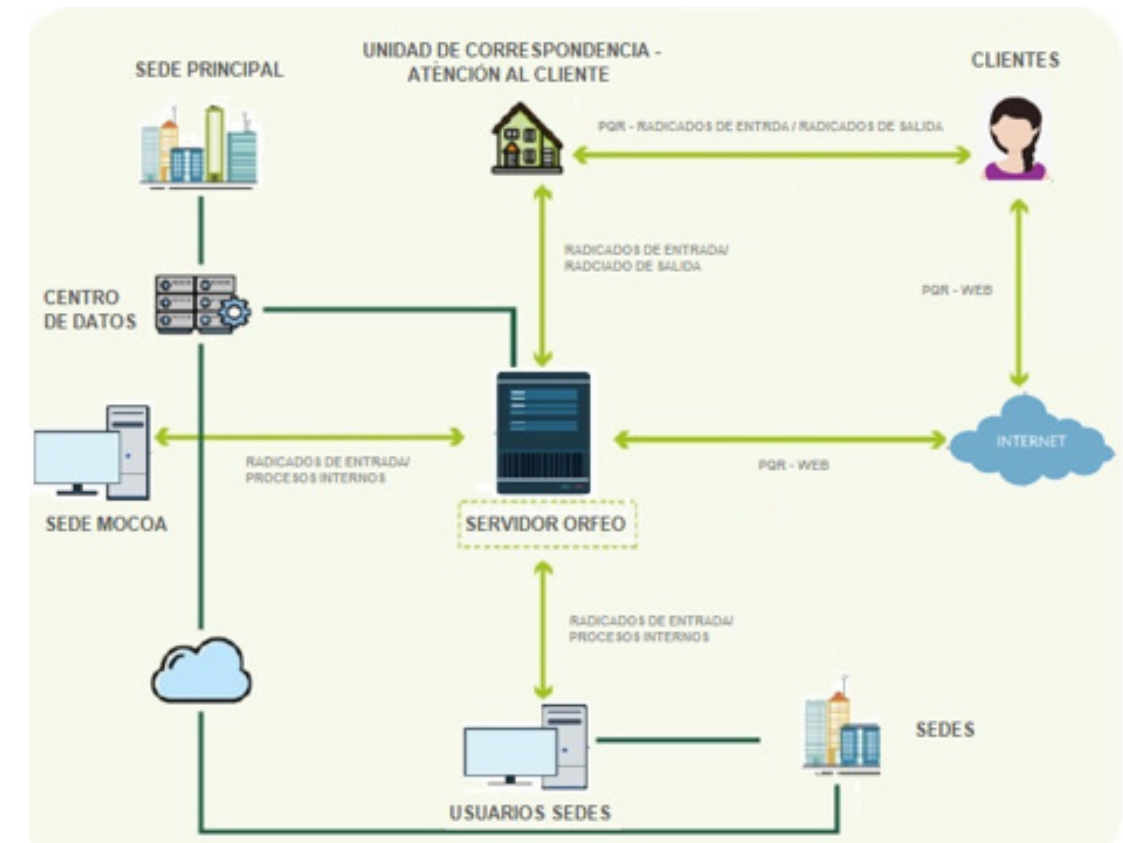 UNIDAD DE CORRESPONDENCIA -
ATENCIÓN AL CLIENTE
SEDE PRINCIPAL
CLIENTES
PQR - RADICADOS DE ENTRDA / RADICADOS DE SALIDA
RADICADOS DE ENTRADA/
RADCIADO DE SALIDA
CENTRO
DE DATOS
PQR - WEB
INTERNET
RADICADOS DE ENTRADA/
PROCESOS INTERNOS
PQR - WEB
SEDE MOCOA
SERVIDOR ORFEO
RADICADOS DE ENTRADA/
PROCESOS INTERNOS
SEDES
USUARIOS SEDES